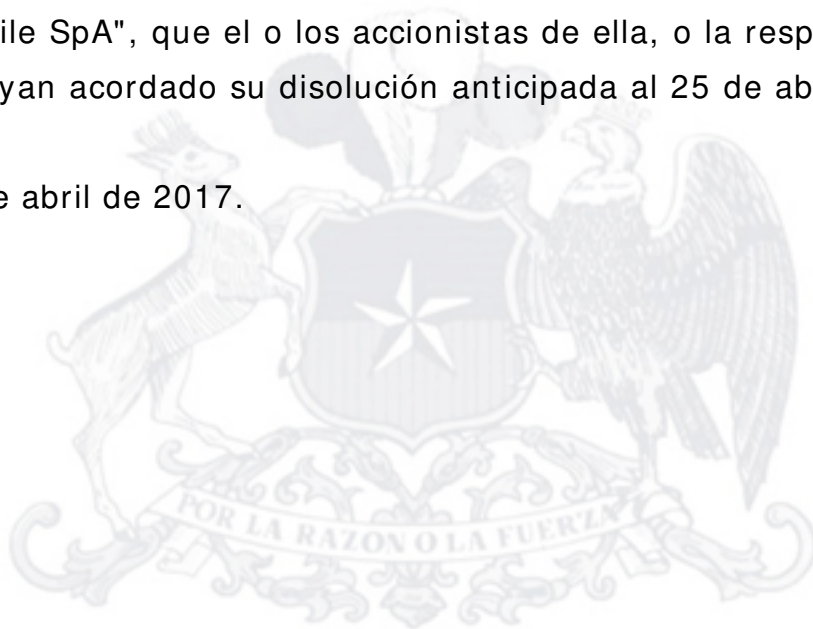 ile SpA", que el o los accionistas de ella, o la resp
yan acordado su disolución anticipada al 25 de ab
e abril de 2017.
POR LA RAZON O LA FUERZA